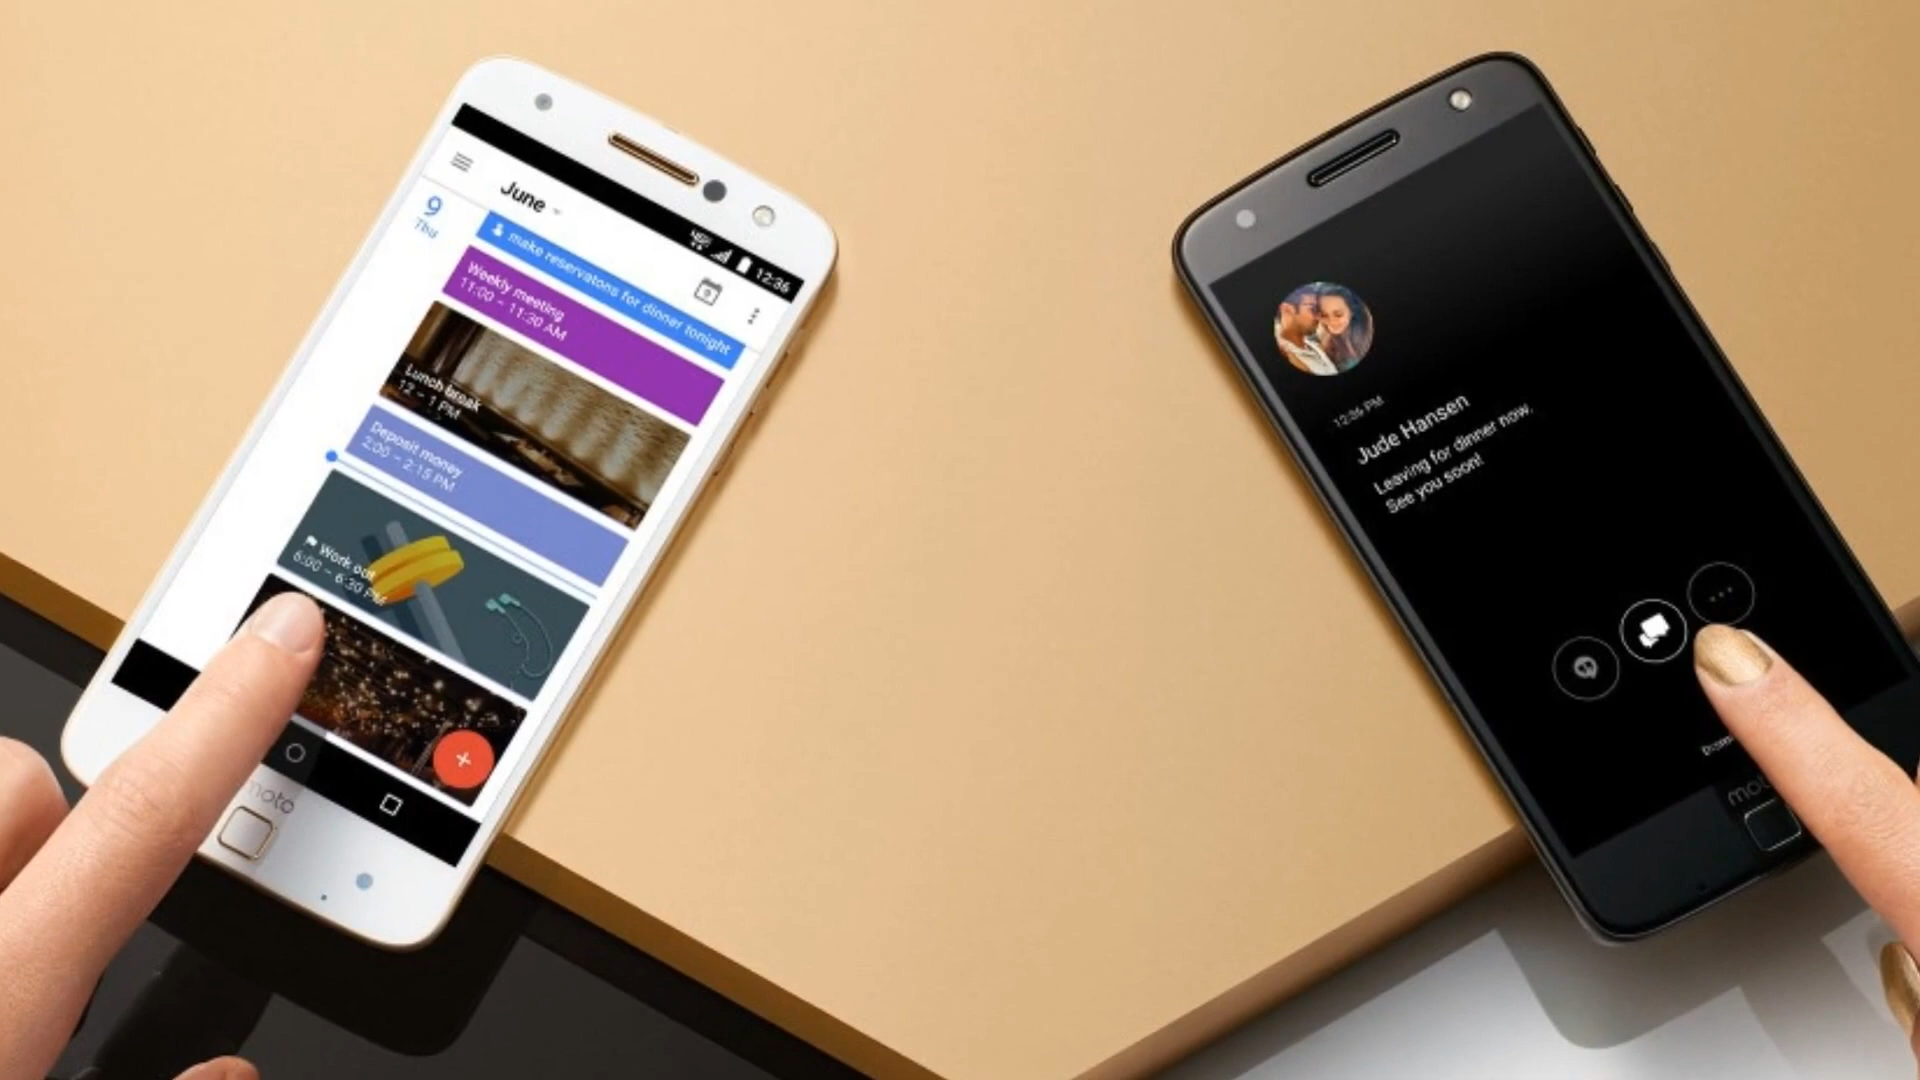 12:36
June
9
Thu
make reservatons for dinner tonight
Weekly meeting
11:00 - 11:30 AM
Lunch break
12 - 1 PM
Deposit money
2:00 - 2:15 PM
Work out
6:00 - 6:30 PM
+
moto
12:36 PM
Jude Hansen
Leaving for dinner now.
See you soon!